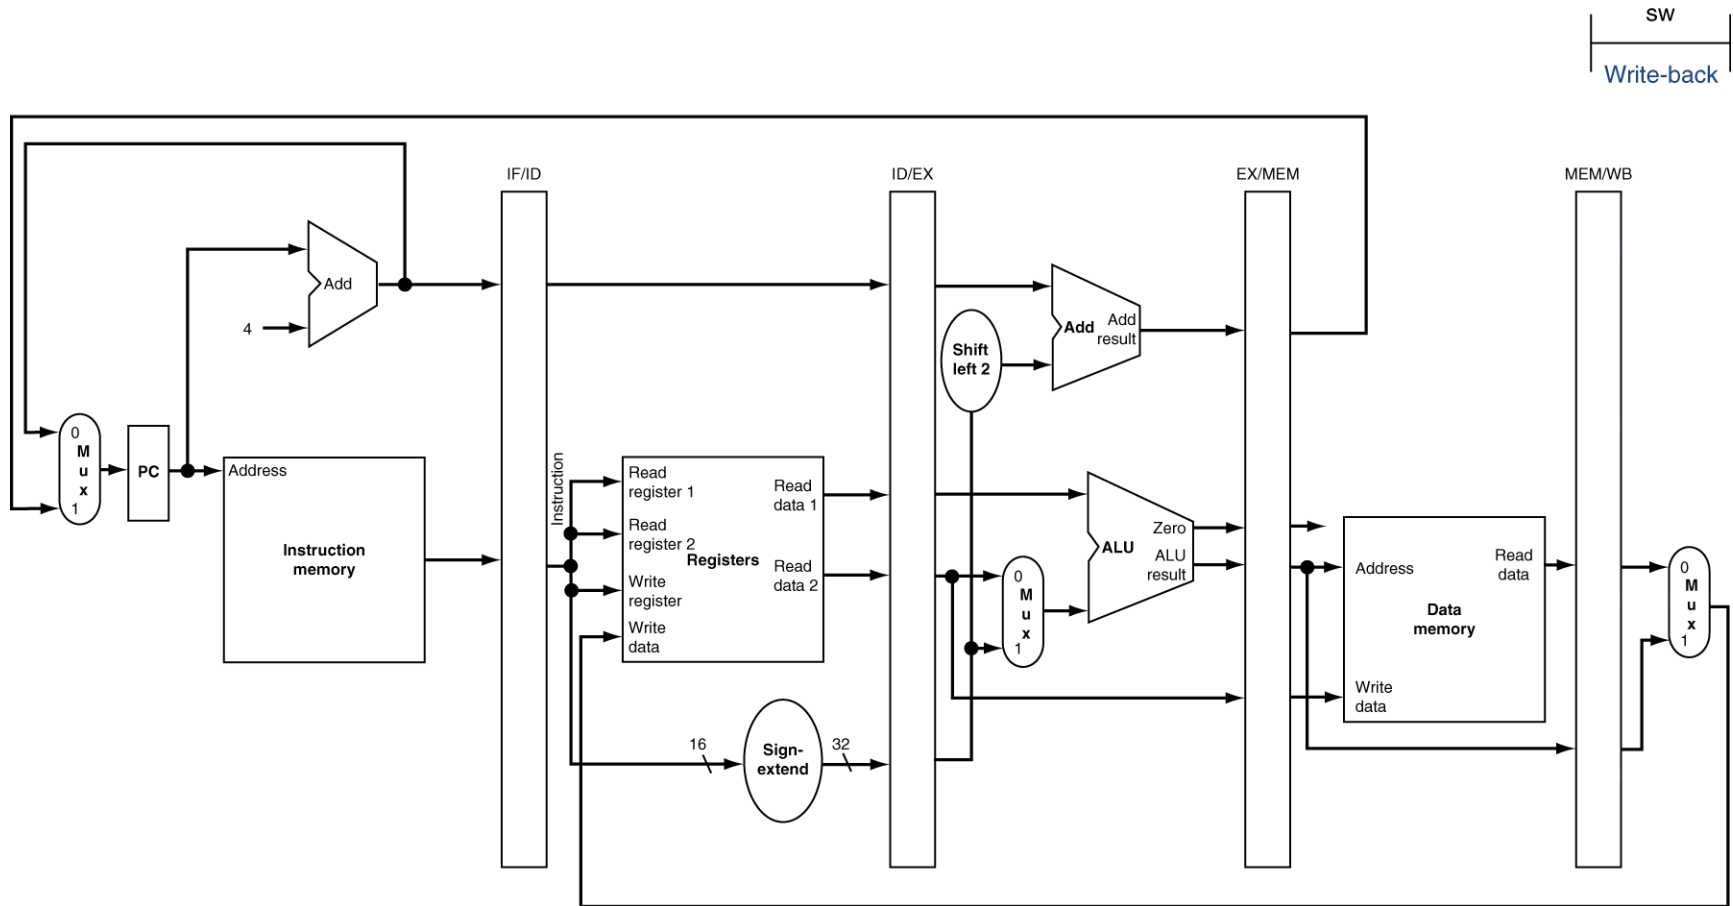 SW
Write-back
IF/ID
ID/EX
EX/MEM
MEM/WB
Add
4
Add
Add
result
Shift
left 2
0
M
u
x
1
PC
Address
Instruction
memory
Instruction
Read
register 1
Read
register 2
Write
register
Write
data
Registers
Read
data 1
Read
data 2
16
Sign-
extend
32
0
M
u
x
1
ALU
Zero
ALU
result
Address
Read
data
Data
memory
Write
data
0
M
u
x
1